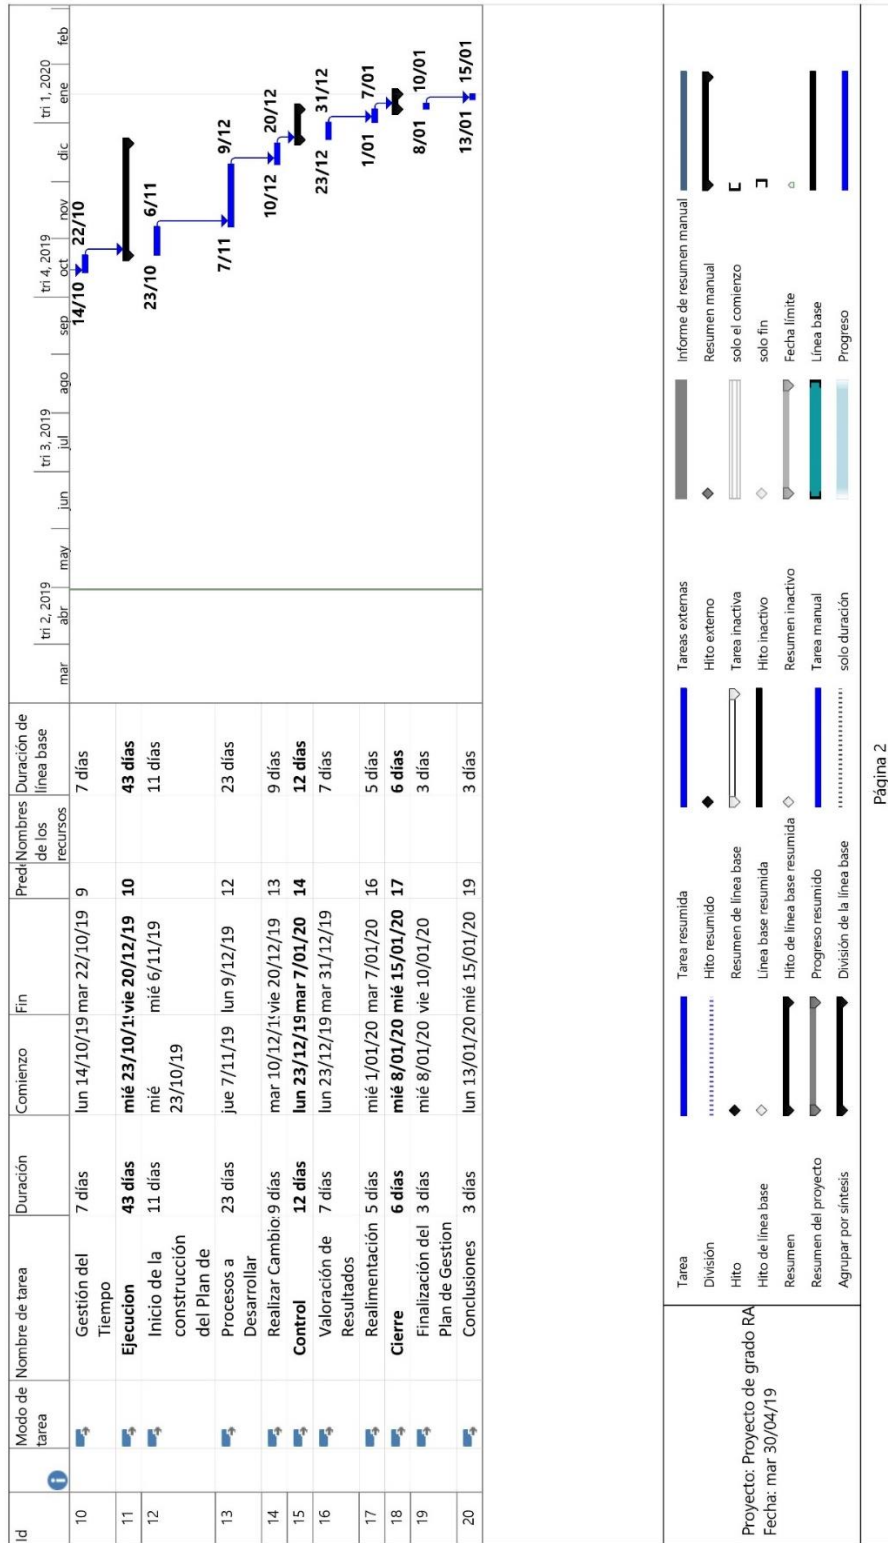 Id
Modo de tarea
Nombre de tarea
Duración
Comienzo
Fin
Prede
Nombres de los recursos
Duración de línea base
tri 2, 2019
tri 3, 2019
tri 4, 2019
tri 1, 2020
mar abr may jun jul ago sep oct nov dic ene feb
10 Gestión del Tiempo 7 días lun 14/10/19 mar 22/10/19 9 7 días
14/10 22/10
11 Ejecucion 43 días mié 23/10/1 vie 20/12/19 10 43 días
12 Inicio de la construcción del Plan de 11 días mié 23/10/19 mié 6/11/19 11 días
23/10 6/11
13 Procesos a Desarrollar 23 días jue 7/11/19 lun 9/12/19 12 23 días
7/11 9/12
14 Realizar Cambio: 9 días mar 10/12/1 vie 20/12/19 13 9 días
10/12 20/12
15 Control 12 días lun 23/12/19 mar 7/01/20 14 12 días
16 Valoración de Resultados 7 días lun 23/12/19 mar 31/12/19 7 días
23/12 31/12
17 Realimentación 5 días mié 1/01/20 mar 7/01/20 16 5 días
1/01 7/01
18 Cierre 6 días mié 8/01/20 mié 15/01/20 17 6 días
19 Finalización del Plan de Gestion 3 días mié 8/01/20 vie 10/01/20 3 días
8/01 10/01
20 Conclusiones 3 días lun 13/01/20 mié 15/01/20 19 3 días
13/01 15/01
Proyecto: Proyecto de grado RA
Fecha: mar 30/04/19
Tarea
División
Hito
Hito de línea base
Resumen
Resumen del proyecto
Agrupar por síntesis
Tarea resumida
Hito resumido
Resumen de línea base
Línea base resumida
Hito de línea base resumida
Progreso resumido
División de la línea base
Tareas externas
Hito externo
Tarea inactiva
Hito inactivo
Resumen inactivo
Tarea manual
solo duración
Informe de resumen manual
Resumen manual
solo el comienzo
solo fin
Fecha límite
Línea base
Progreso
Página 2